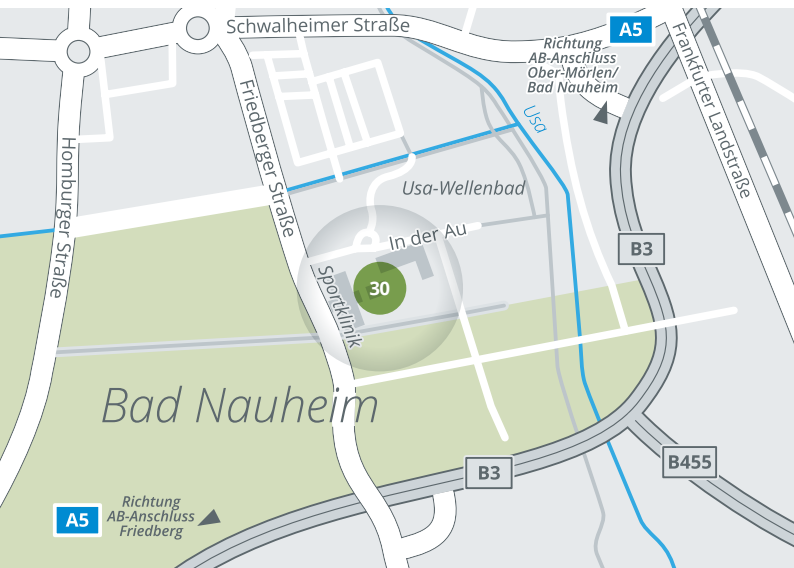 Schwalheimer Straße
A5
Richtung
AB-Anschluss
Ober-Mörlen/
Bad Nauheim
Frankfurter Landstraße
Usa
Friedberger Straße
Homburger Straße
Usa-Wellenbad
In der Au
B3
Sportklinik
30
Bad Nauheim
B455
B3
A5
Richtung
AB-Anschluss
Friedberg